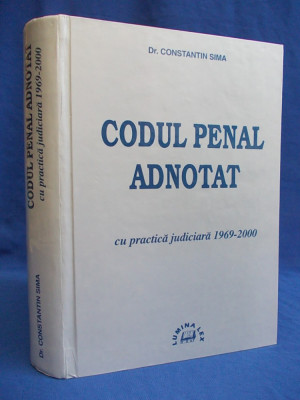 Dr. CONSTANTIN SIMA
CODUL PENAL
ADNOTAT
cu practică judiciară 1969-2000
LUMINA LEX
CODUL PENAL ADNOTAT
cu practică judiciară 1969-2000
Dr. CONSTANTIN SIMA